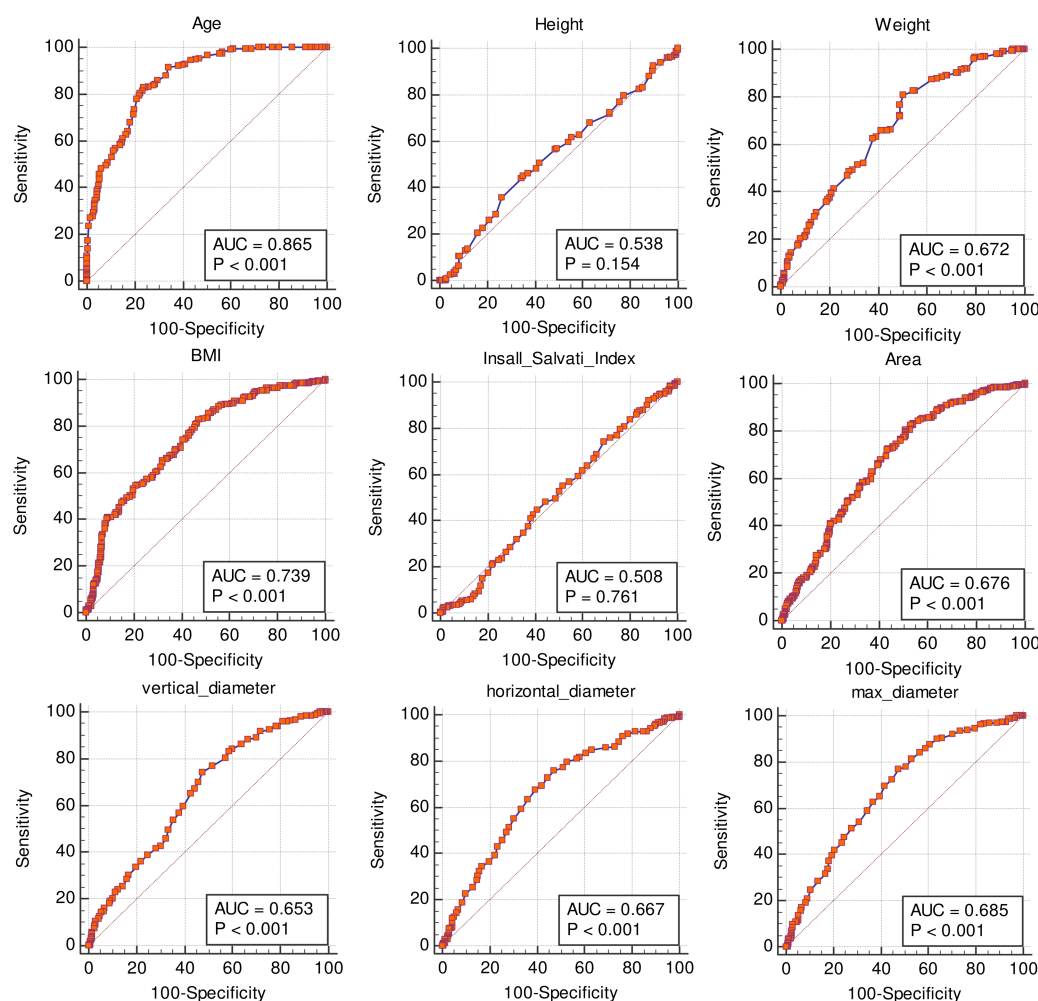 Age
Sensitivity
100
80
60
40
20
0
AUC = 0.865
P < 0.001
0 20 40 60 80 100
100-Specificity
Height
Sensitivity
100
80
60
40
20
0
AUC = 0.538
P = 0.154
0 20 40 60 80 100
100-Specificity
Weight
Sensitivity
100
80
60
40
20
0
AUC = 0.672
P < 0.001
0 20 40 60 80 100
100-Specificity
BMI
Sensitivity
100
80
60
40
20
0
AUC = 0.739
P < 0.001
0 20 40 60 80 100
100-Specificity
Insall_Salvati_Index
Sensitivity
100
80
60
40
20
0
AUC = 0.508
P = 0.761
0 20 40 60 80 100
100-Specificity
Area
Sensitivity
100
80
60
40
20
0
AUC = 0.676
P < 0.001
0 20 40 60 80 100
100-Specificity
vertical_diameter
Sensitivity
100
80
60
40
20
0
AUC = 0.653
P < 0.001
0 20 40 60 80 100
100-Specificity
horizontal_diameter
Sensitivity
100
80
60
40
20
0
AUC = 0.667
P < 0.001
0 20 40 60 80 100
100-Specificity
max_diameter
Sensitivity
100
80
60
40
20
0
AUC = 0.685
P < 0.001
0 20 40 60 80 100
100-Specificity